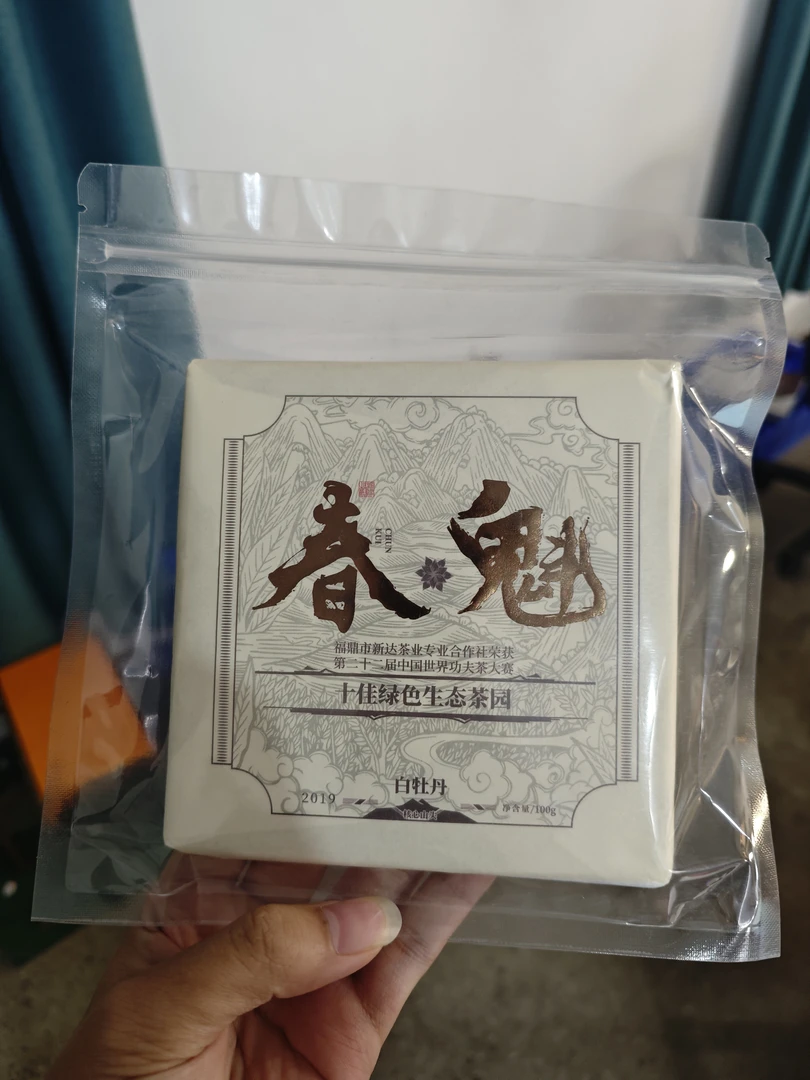 春魁
CHUN
KUI
福鼎市新达茶业专业合作社荣获
第二十二届中国世界功夫茶大赛
十佳绿色生态茶园
白牡丹
2019
净含量/100g